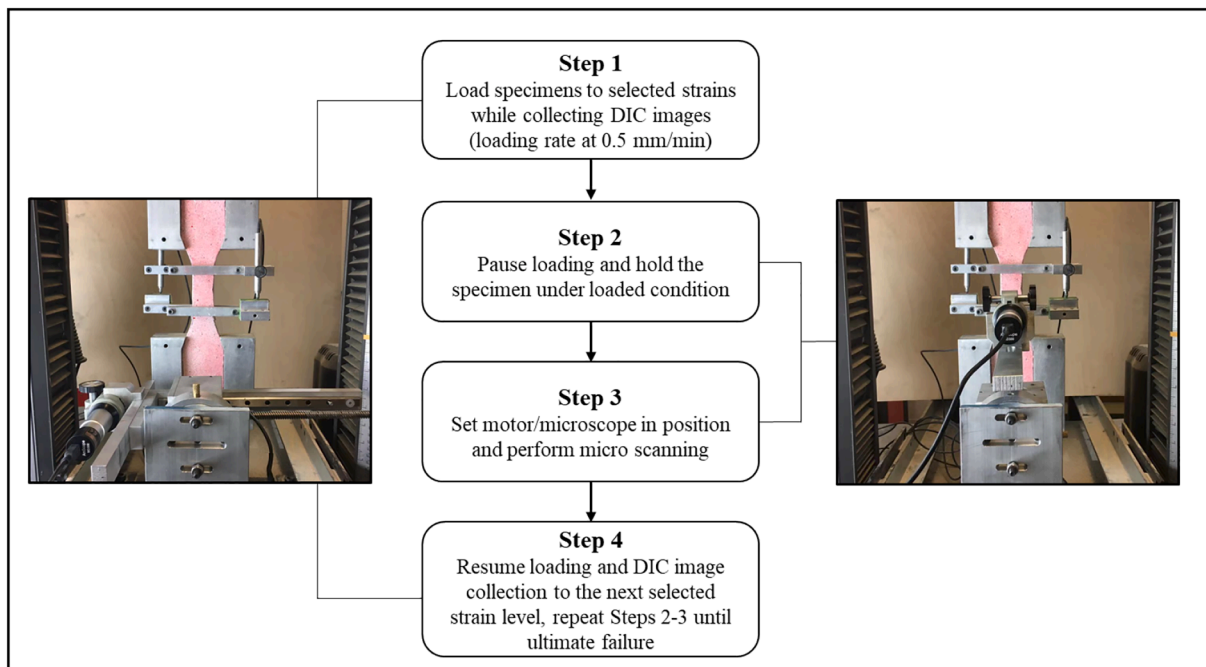 Step 1
Load specimens to selected strains
while collecting DIC images
(loading rate at 0.5 mm/min)
Step 2
Pause loading and hold the
specimen under loaded condition
Step 3
Set motor/microscope in position
and perform micro scanning
Step 4
Resume loading and DIC image
collection to the next selected
strain level, repeat Steps 2-3 until
ultimate failure